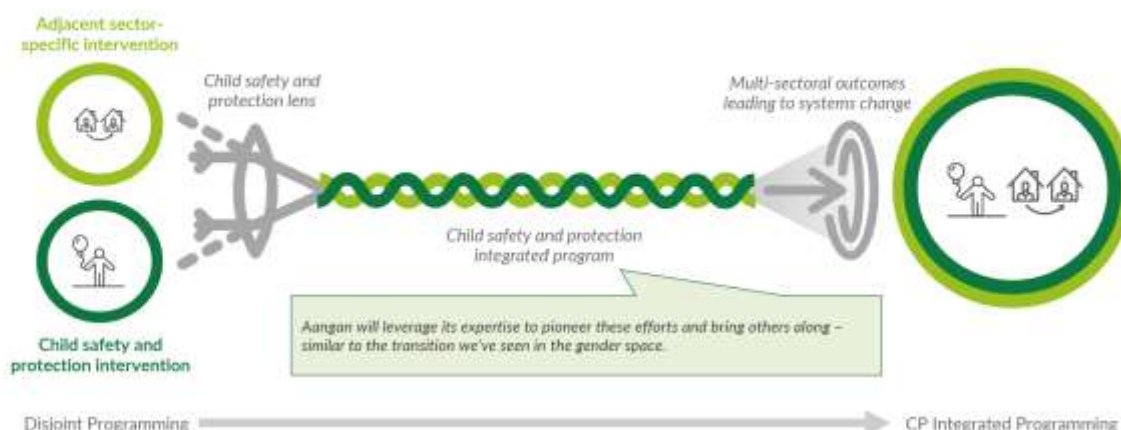 Adjacent sector-
specific intervention
Child safety and
protection lens
Multi-sectoral outcomes
leading to systems change
Child safety and protection
integrated program
Aangan will leverage its expertise to pioneer these efforts and bring others along –
similar to the transition we've seen in the gender space.
Child safety and
protection intervention
Disjoint Programming
CP Integrated Programming